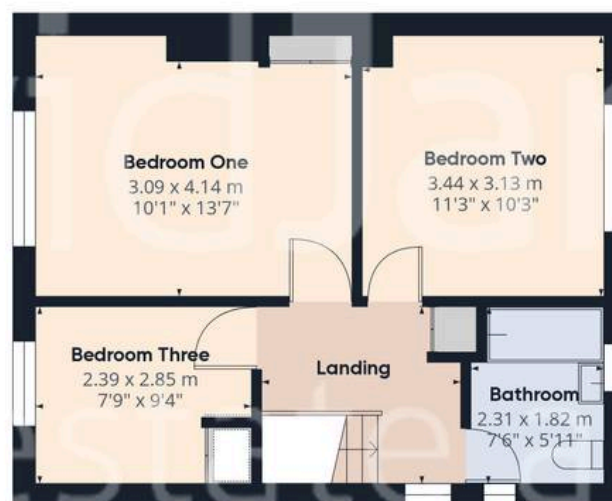 Bedroom One
3.09 x 4.14 m
10'1" x 13'7"
Bedroom Two
3.44 x 3.13 m
11'3" x 10'3"
Bedroom Three
2.39 x 2.85 m
7'9" x 9'4"
Landing
Bathroom
2.31 x 1.82 m
7'6" x 5'11"